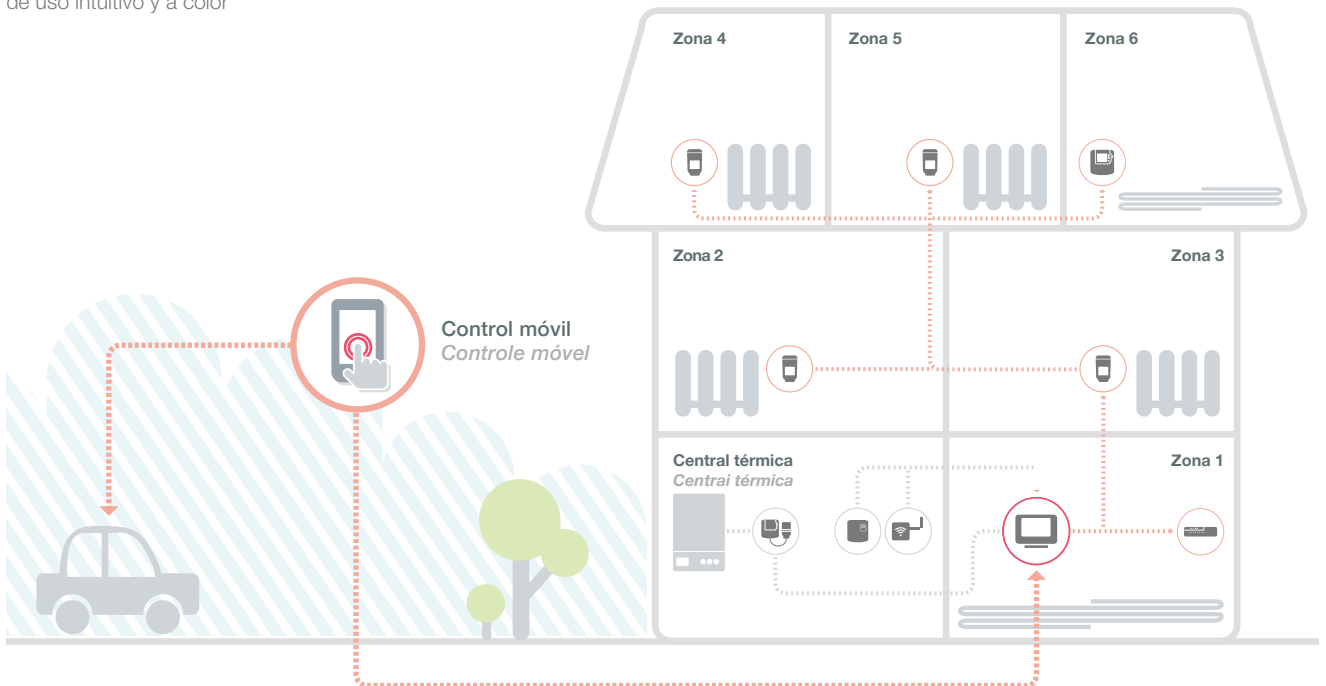 de uso intuitivo y a color
Zona 4
Zona 5
Zona 6
Zona 2
Zona 3
Control móvil
Controle móvel
Central térmica
Centrai térmica
Zona 1